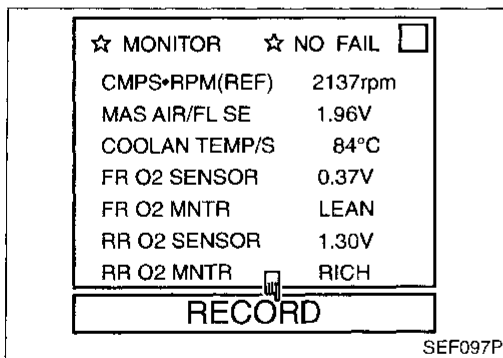 ☆ MONITOR ☆ NO FAIL
CMPS•RPM(REF) 2137rpm
MAS AIR/FL SE 1.96V
COOLAN TEMP/S 84°C
FR O2 SENSOR 0.37V
FR O2 MNTR LEAN
RR O2 SENSOR 1.30V
RR O2 MNTR RICH
RECORD
SEF097P